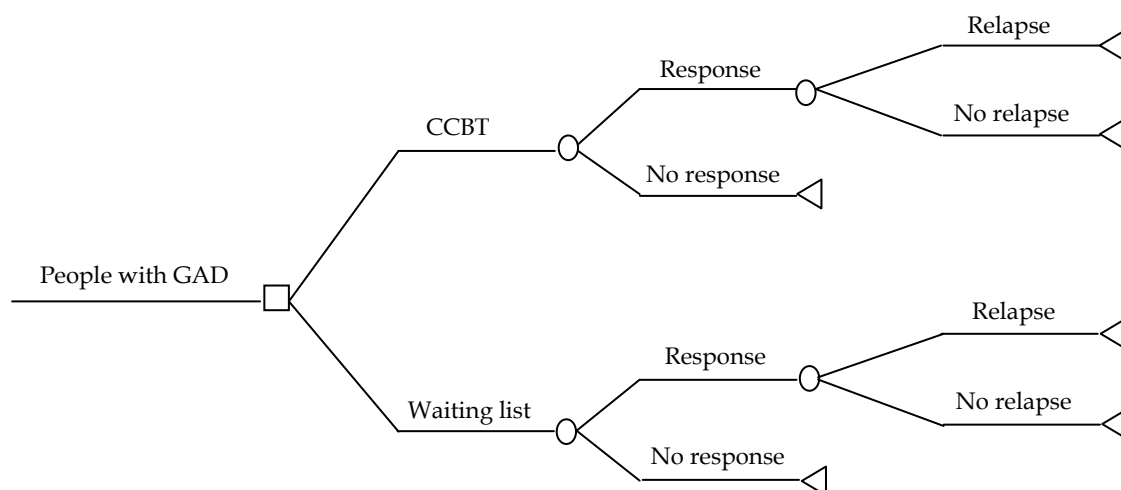 Relapse
Response
No relapse
CCBT
No response
People with GAD
Relapse
Response
No relapse
Waiting list
No response